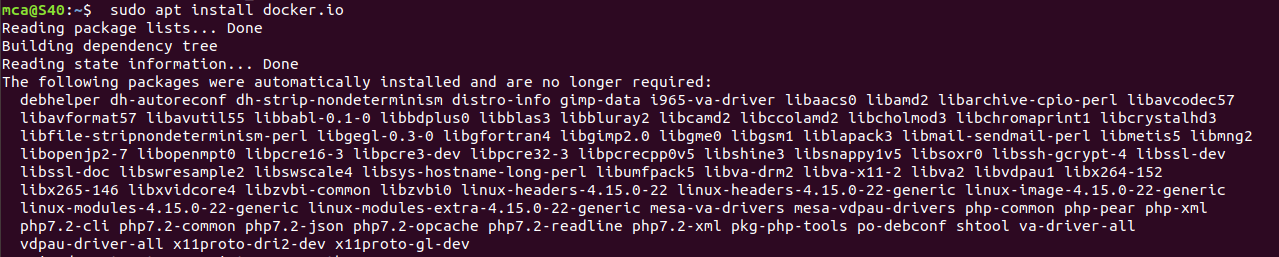 mca@S40:~$  sudo apt install docker.io
Reading package lists... Done
Building dependency tree
Reading state information... Done
The following packages were automatically installed and are no longer required:
  debhelper dh-autoreconf dh-strip-nondeterminism distro-info gimp-data i965-va-driver libaacs0 libamd2 libarchive-cpio-perl libavcodec57
  libavformat57 libavutil55 libbabl-0.1-0 libbdplus0 libblas3 libbluray2 libcamd2 libccolamd2 libcholmod3 libchromaprint1 libcrystalhd3
  libfile-stripnondeterminism-perl libgegl-0.3-0 libgfortran4 libgimp2.0 libgme0 libgsm1 liblapack3 libmail-sendmail-perl libmetis5 libmng2
  libopenjp2-7 libopenmpt0 libpcre16-3 libpcre3-dev libpcre32-3 libpcrecpp0v5 libshine3 libsnappy1v5 libsoxr0 libssh-gcrypt-4 libssl-dev
  libssl-doc libswresample2 libswscale4 libsys-hostname-long-perl libumfpack5 libva-drm2 libva-x11-2 libva2 libvdpau1 libx264-152
  libx265-146 libxvidcore4 libzvbi-common libzvbi0 linux-headers-4.15.0-22 linux-headers-4.15.0-22-generic linux-image-4.15.0-22-generic
  linux-modules-4.15.0-22-generic linux-modules-extra-4.15.0-22-generic mesa-va-drivers mesa-vdpau-drivers php-common php-pear php-xml
  php7.2-cli php7.2-common php7.2-json php7.2-opcache php7.2-readline php7.2-xml pkg-php-tools po-debconf shtool va-driver-all
  vdpau-driver-all x11proto-dri2-dev x11proto-gl-dev